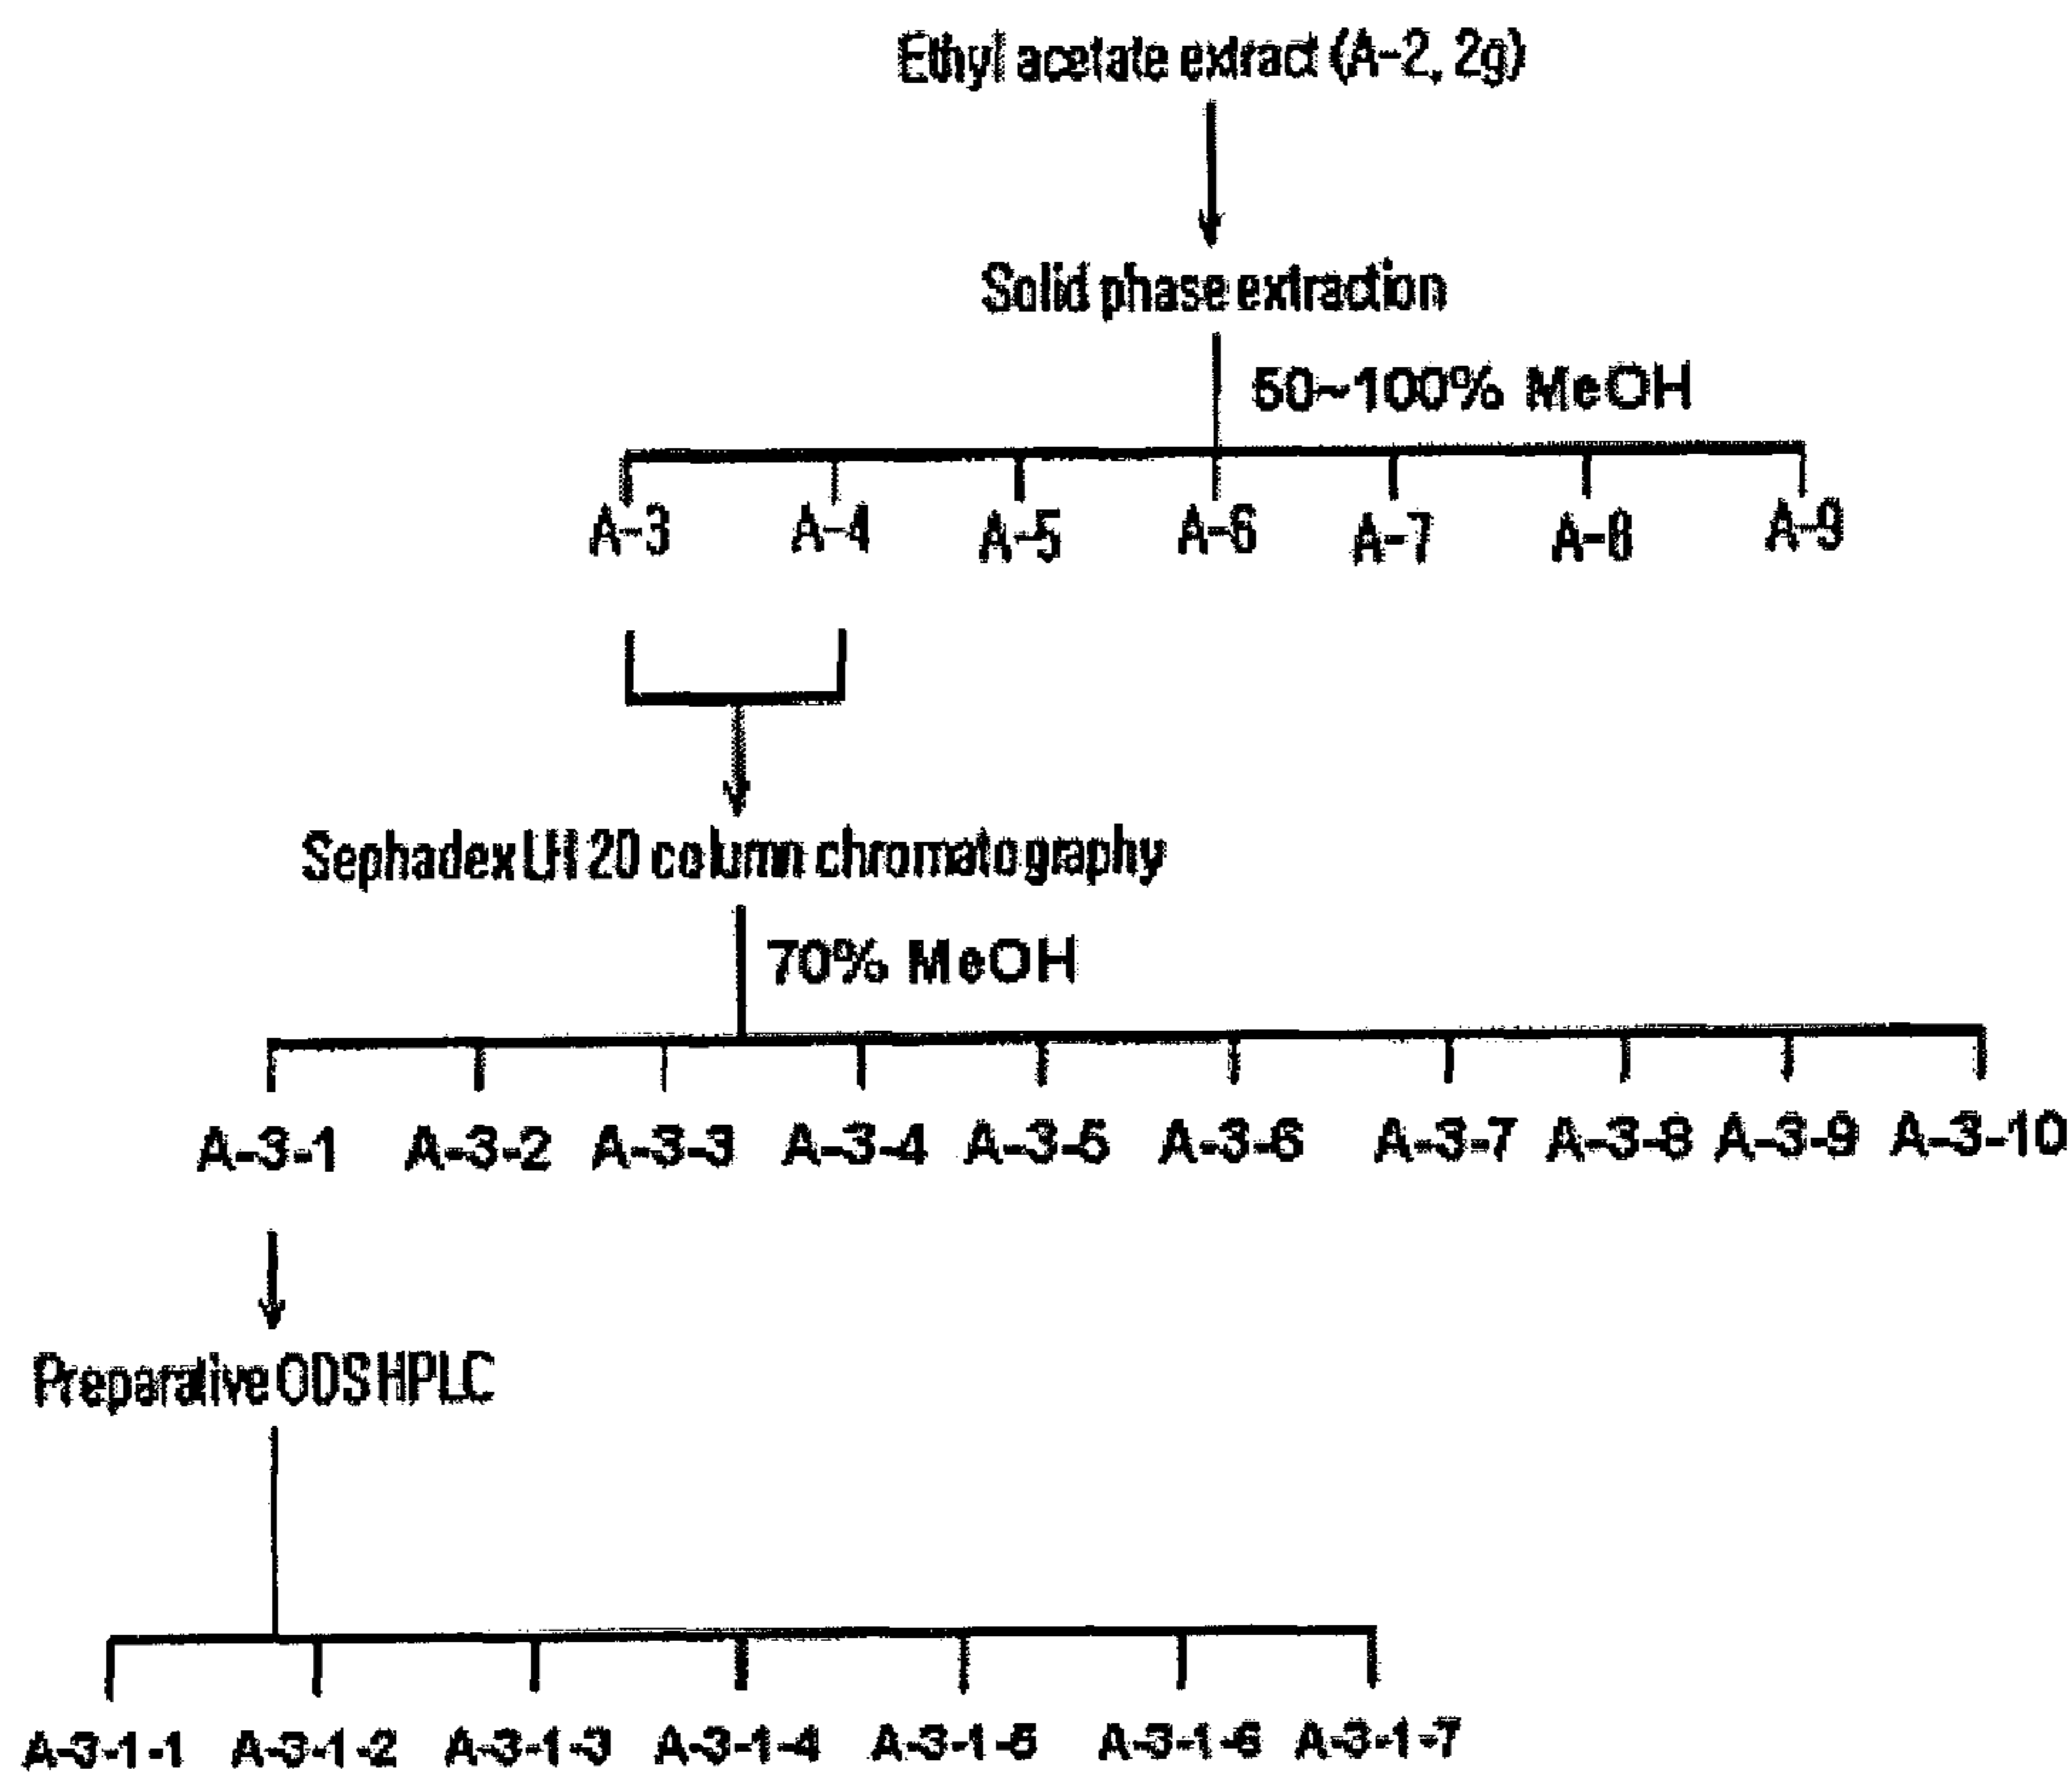 Ethyl acetate extract (A-2, 2g)
Solid phase extraction
50~100% MeOH
A-3 A-4 A-5 A-6 A-7 A-8 A-9
Sephadex LH 20 column chromatography
70% MeOH
A-3-1 A-3-2 A-3-3 A-3-4 A-3-5 A-3-6 A-3-7 A-3-8 A-3-9 A-3-10
Preparative ODS HPLC
A-3-1-1 A-3-1-2 A-3-1-3 A-3-1-4 A-3-1-5 A-3-1-6 A-3-1-7